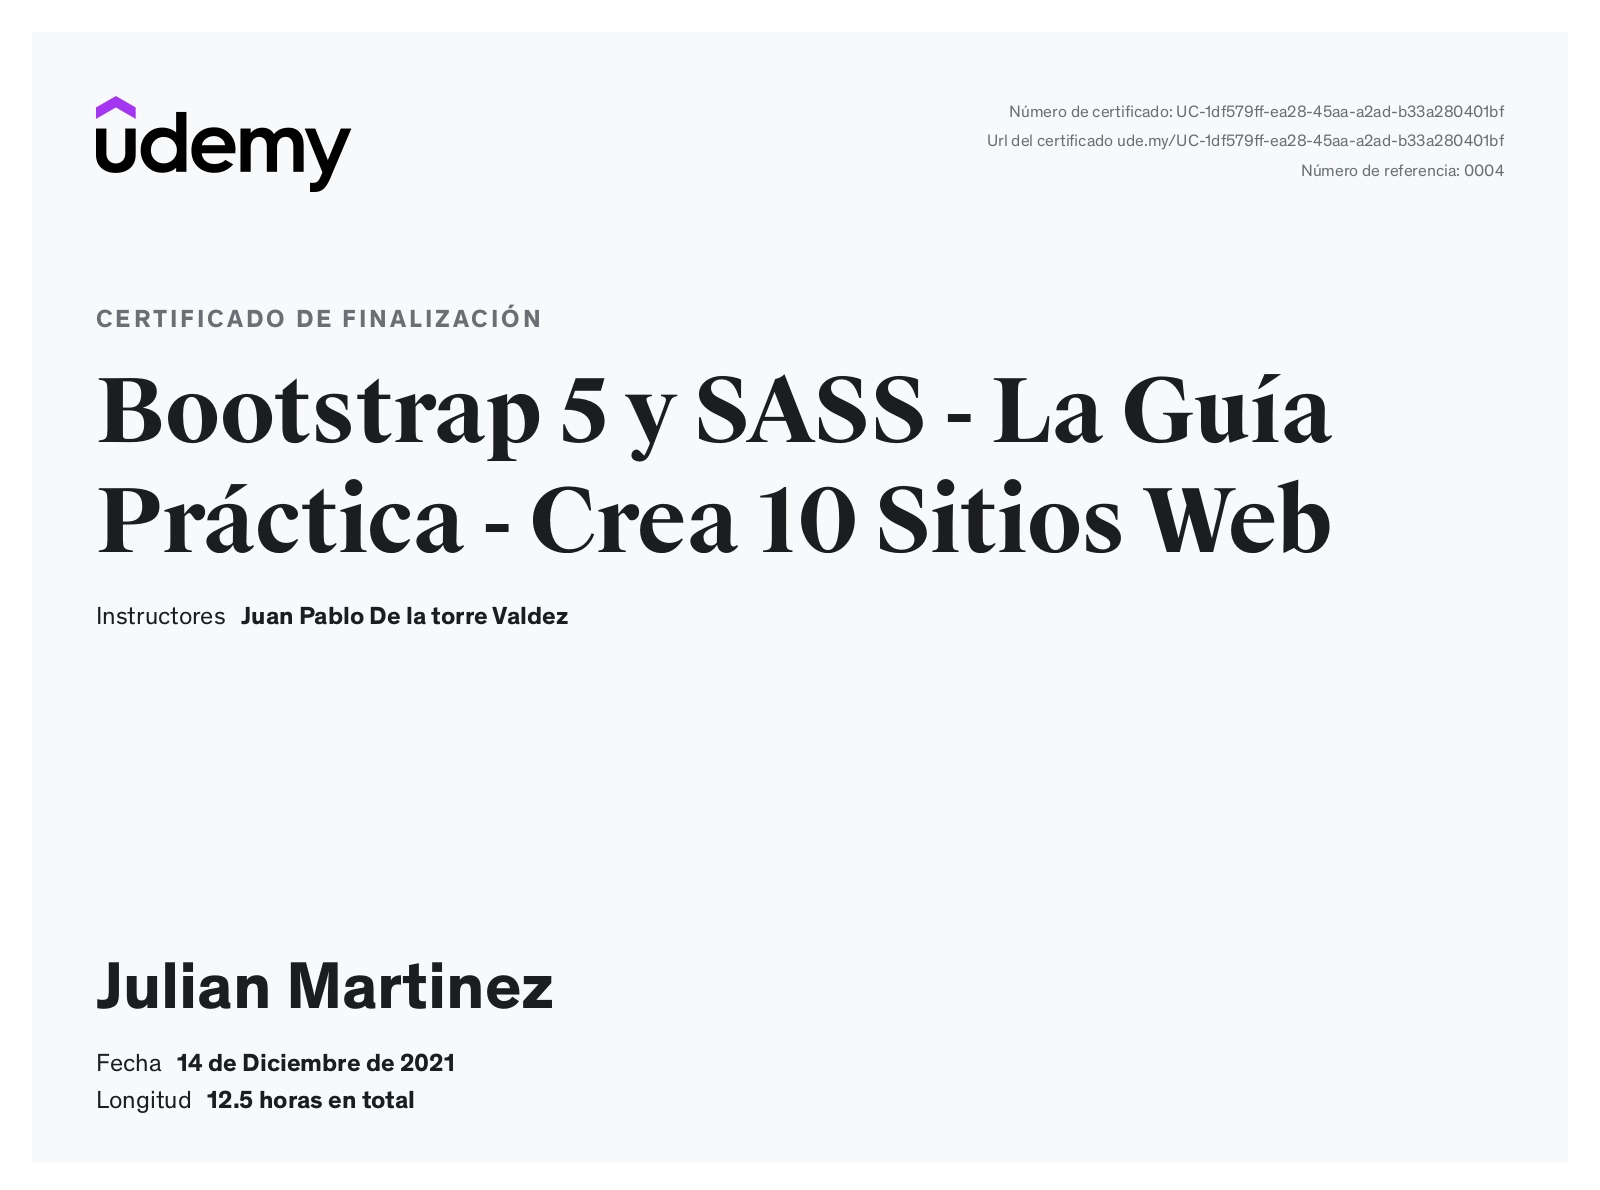 udemy
Número de certificado: UC-1df579ff-ea28-45aa-a2ad-b33a280401bf
Url del certificado ude.my/UC-1df579ff-ea28-45aa-a2ad-b33a280401bf
Número de referencia: 0004
CERTIFICADO DE FINALIZACIÓN
Bootstrap 5 y SASS - La Guía
Práctica - Crea 10 Sitios Web
Instructores Juan Pablo De la torre Valdez
Julian Martinez
Fecha 14 de Diciembre de 2021
Longitud 12.5 horas en total